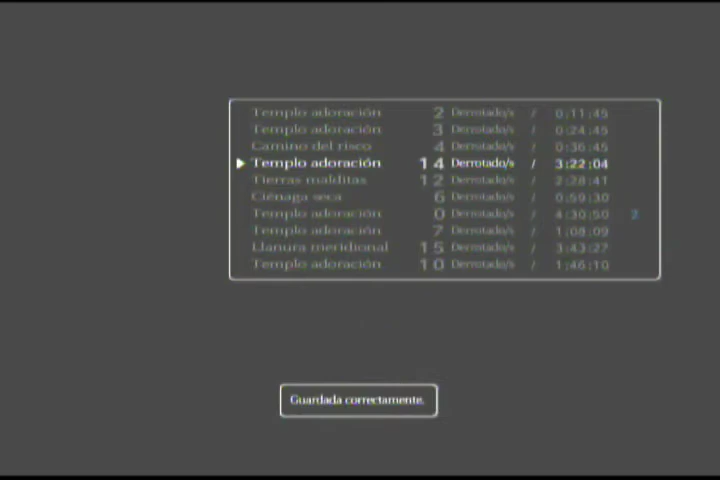 Templo adoración 2 Derrotado/s / 0:11:45
Templo adoración 3 Derrotado/s / 0:24:45
Camino del risco 4 Derrotado/s / 0:36:45
Templo adoración 14 Derrotado/s / 3:22:04
Tierras malditas 12 Derrotado/s / 2:28:41
Ciénaga seca 6 Derrotado/s / 0:59:30
Templo adoración 0 Derrotado/s / 4:30:50 2
Templo adoración 7 Derrotado/s / 1:08:09
Llanura meridional 15 Derrotado/s / 3:43:27
Templo adoración 10 Derrotado/s / 1:46:10
Guardada correctamente.